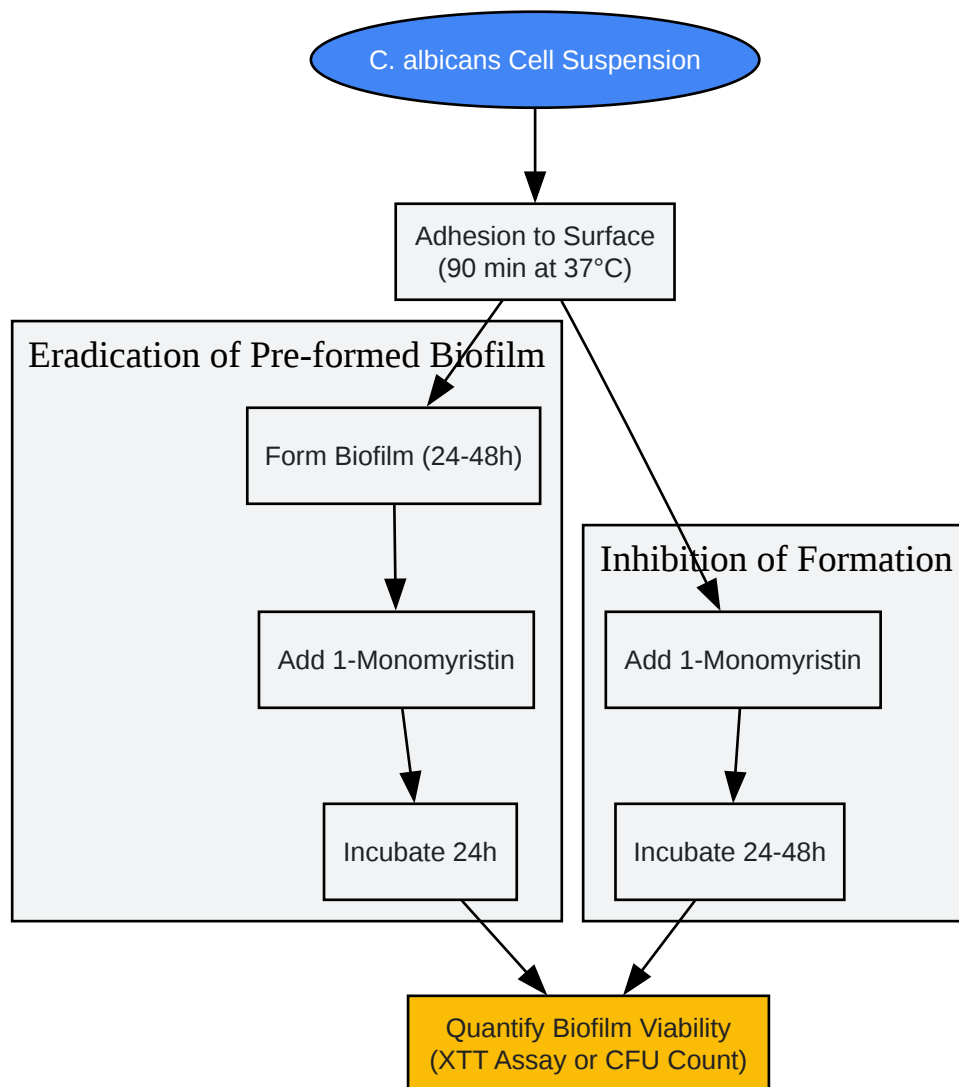 C. albicans Cell Suspension
Adhesion to Surface
(90 min at 37°C)
Eradication of Pre-formed Biofilm
Form Biofilm (24-48h)
Add 1-Monomyristin
Incubate 24h
Inhibition of Formation
Add 1-Monomyristin
Incubate 24-48h
Quantify Biofilm Viability
(XTT Assay or CFU Count)